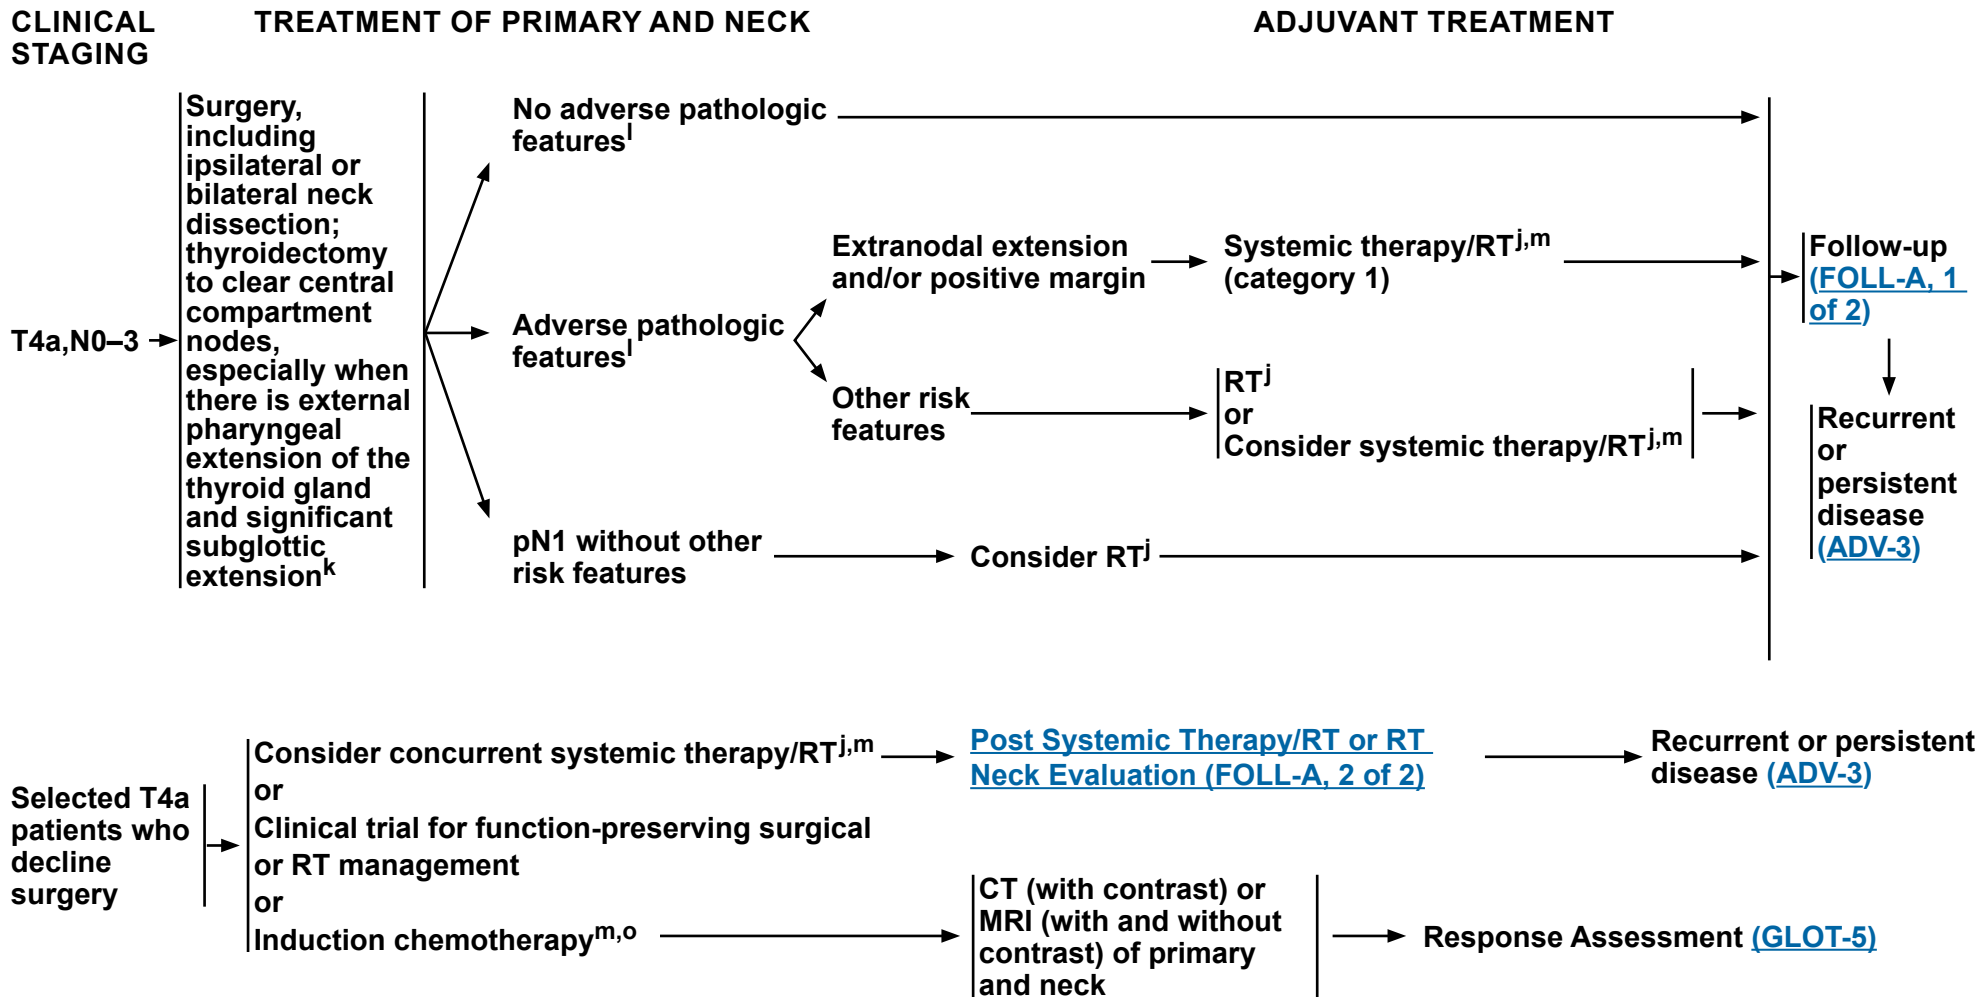 CLINICAL
STAGING
TREATMENT OF PRIMARY AND NECK
ADJUVANT TREATMENT
T4a,N0–3
Surgery,
including
ipsilateral or
bilateral neck
dissection;
thyroidectomy
to clear central
compartment
nodes,
especially when
there is external
pharyngeal
extension of the
thyroid gland
and significant
subglottic
extensionk
No adverse pathologic
featuresl
Adverse pathologic
featuresl
Extranodal extension
and/or positive margin
Systemic therapy/RTj,m
(category 1)
Other risk
features
RTj
or
Consider systemic therapy/RTj,m
pN1 without other
risk features
Consider RTj
Follow-up
(FOLL-A, 1
of 2)
Recurrent
or
persistent
disease
(ADV-3)
Selected T4a
patients who
decline
surgery
Consider concurrent systemic therapy/RTj,m
or
Clinical trial for function-preserving surgical
or RT management
or
Induction chemotherapym,o
Post Systemic Therapy/RT or RT
Neck Evaluation (FOLL-A, 2 of 2)
Recurrent or persistent
disease (ADV-3)
CT (with contrast) or
MRI (with and without
contrast) of primary
and neck
Response Assessment (GLOT-5)